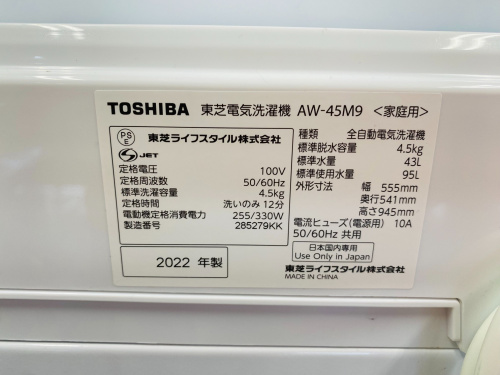 TOSHIBA 東芝電気洗濯機 AW-45M9 <家庭用>
PS
E
東芝ライフスタイル株式会社
S JET
定格電圧 100V
定格周波数 50/60Hz
標準洗濯容量 4.5kg
定格時間 洗いのみ 12分
電動機定格消費電力 255/330W
製造番号 285279KK
2022 年製
種類 全自動電気洗濯機
標準脱水容量 4.5kg
標準水量 43L
標準使用水量 95L
外形寸法 幅 555mm
奥行541mm
高さ945mm
電流ヒューズ(電源用) 10A
50/60Hz 共用
日本国内専用
Use Only in Japan
東芝ライフスタイル株式会社
MADE IN CHINA